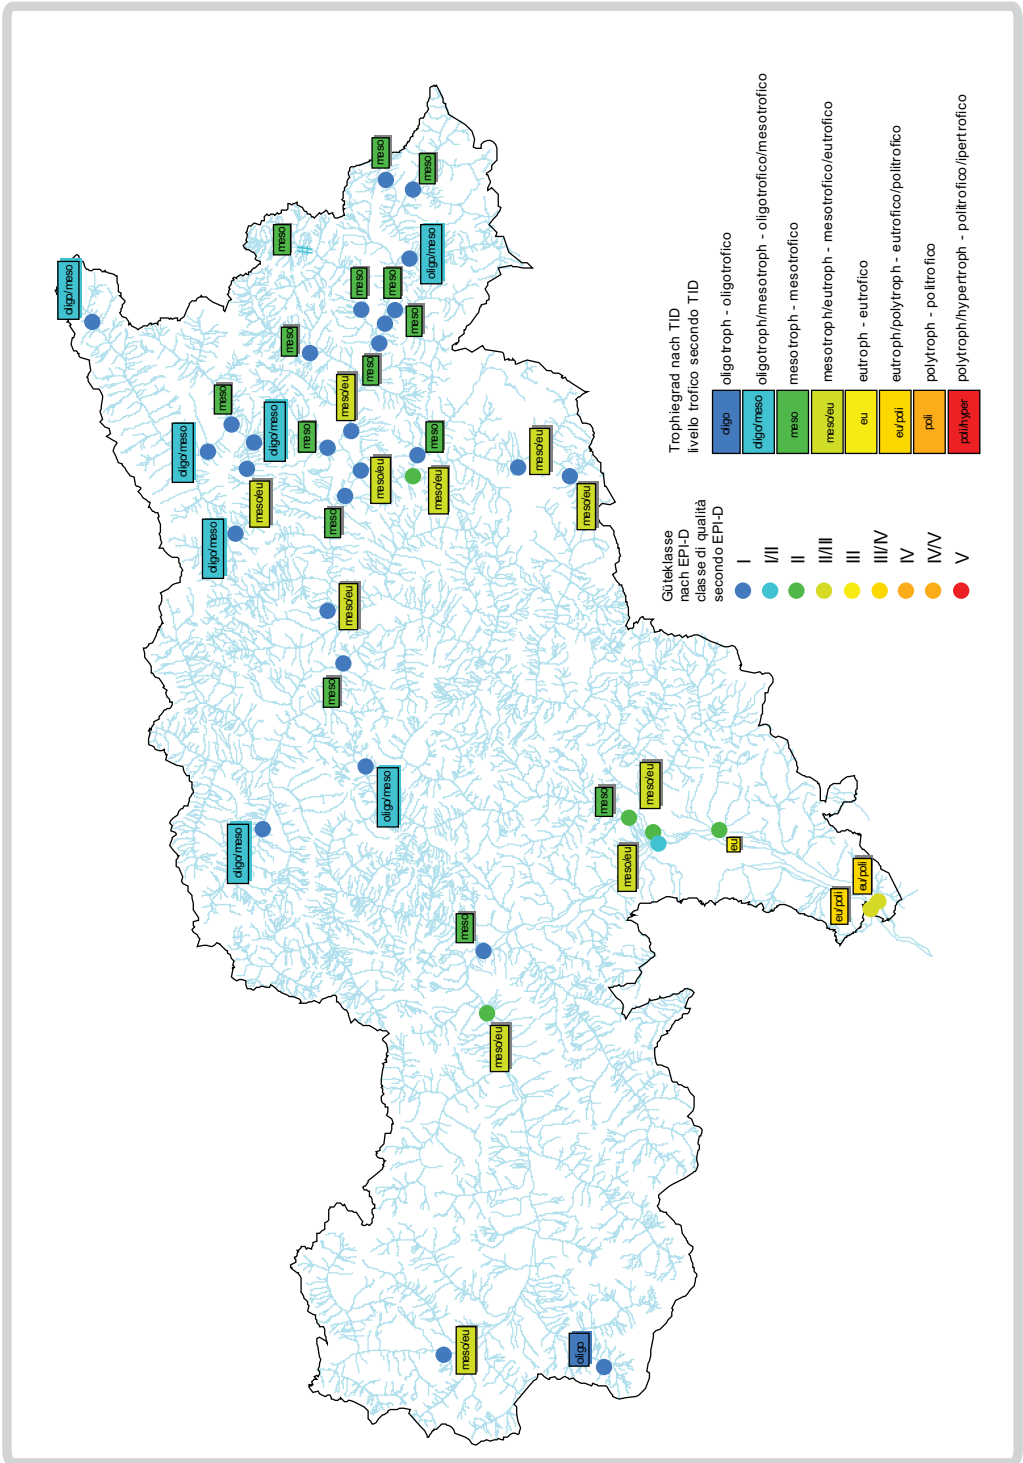 oligo/meso
oligo/meso
oligo/meso
meso
oligo/meso
meso/eu
oligo/meso
meso
meso
meso
meso
meso
meso/eu
meso/eu
meso
meso
meso/eu
meso
oligo/meso
meso
meso
meso
oligo/meso
meso
meso/eu
meso
meso/eu
meso/eu
meso/eu
oligo
meso/eu
meso
meso/eu
meso/eu
eu
eu/poli
eu/poli
Güteklasse
nach EPI-D
classe di qualità
secondo EPI-D
I
I/II
II
II/III
III
III/IV
IV
IV/V
V
Trophiegrad nach TID
livello trofico secondo TID
oligo oligotroph - oligotrofico
oligo/meso oligotroph/mesotroph - oligotrofico/mesotrofico
meso mesotroph - mesotrofico
meso/eu mesotroph/eutroph - mesotrofico/eutrofico
eu eutroph - eutrofico
eu/poli eutroph/polytroph - eutrofico/politrofico
poli polytroph - politrofico
poli/hyper polytroph/hypertroph - politrofico/ipertrofico